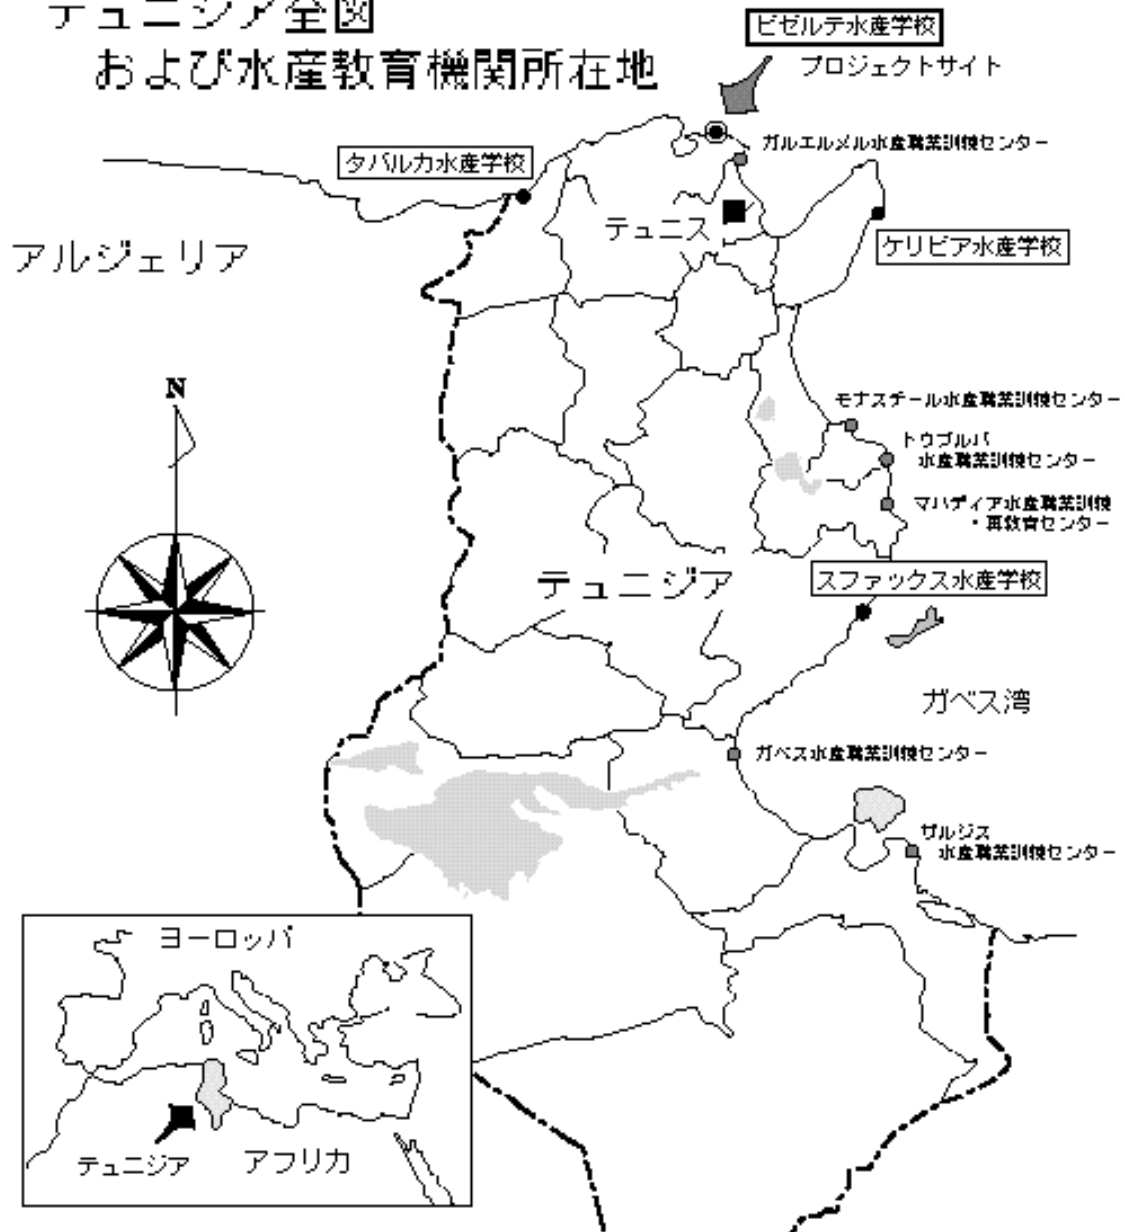 テュニジア全図
および水産教育機関所在地
ビゼルテ水産学校
プロジェクトサイト
ガルエルメル水産職業訓練センター
タバルカ水産学校
テュニス
ケリビア水産学校
アルジェリア
N
モナスチール水産職業訓練センター
トウブルバ
水産職業訓練センター
マハディア水産職業訓練
・再教育センター
テュニジア
スファックス水産学校
ガベス湾
ガベス水産職業訓練センター
ザルジス
水産職業訓練センター
ヨーロッパ
テュニジア
アフリカ